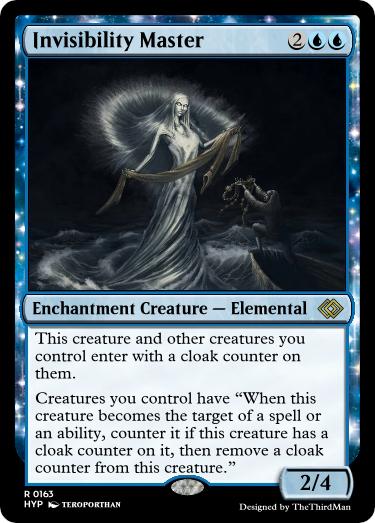 Invisibility Master 2
Enchantment Creature — Elemental
This creature and other creatures you
control enter with a cloak counter on
them.
Creatures you control have “When this
creature becomes the target of a spell or
an ability, counter it if this creature has a
cloak counter on it, then remove a cloak
counter from this creature.”
2/4
R 0163
HYP TEROPORTHAN
Designed by TheThirdMan